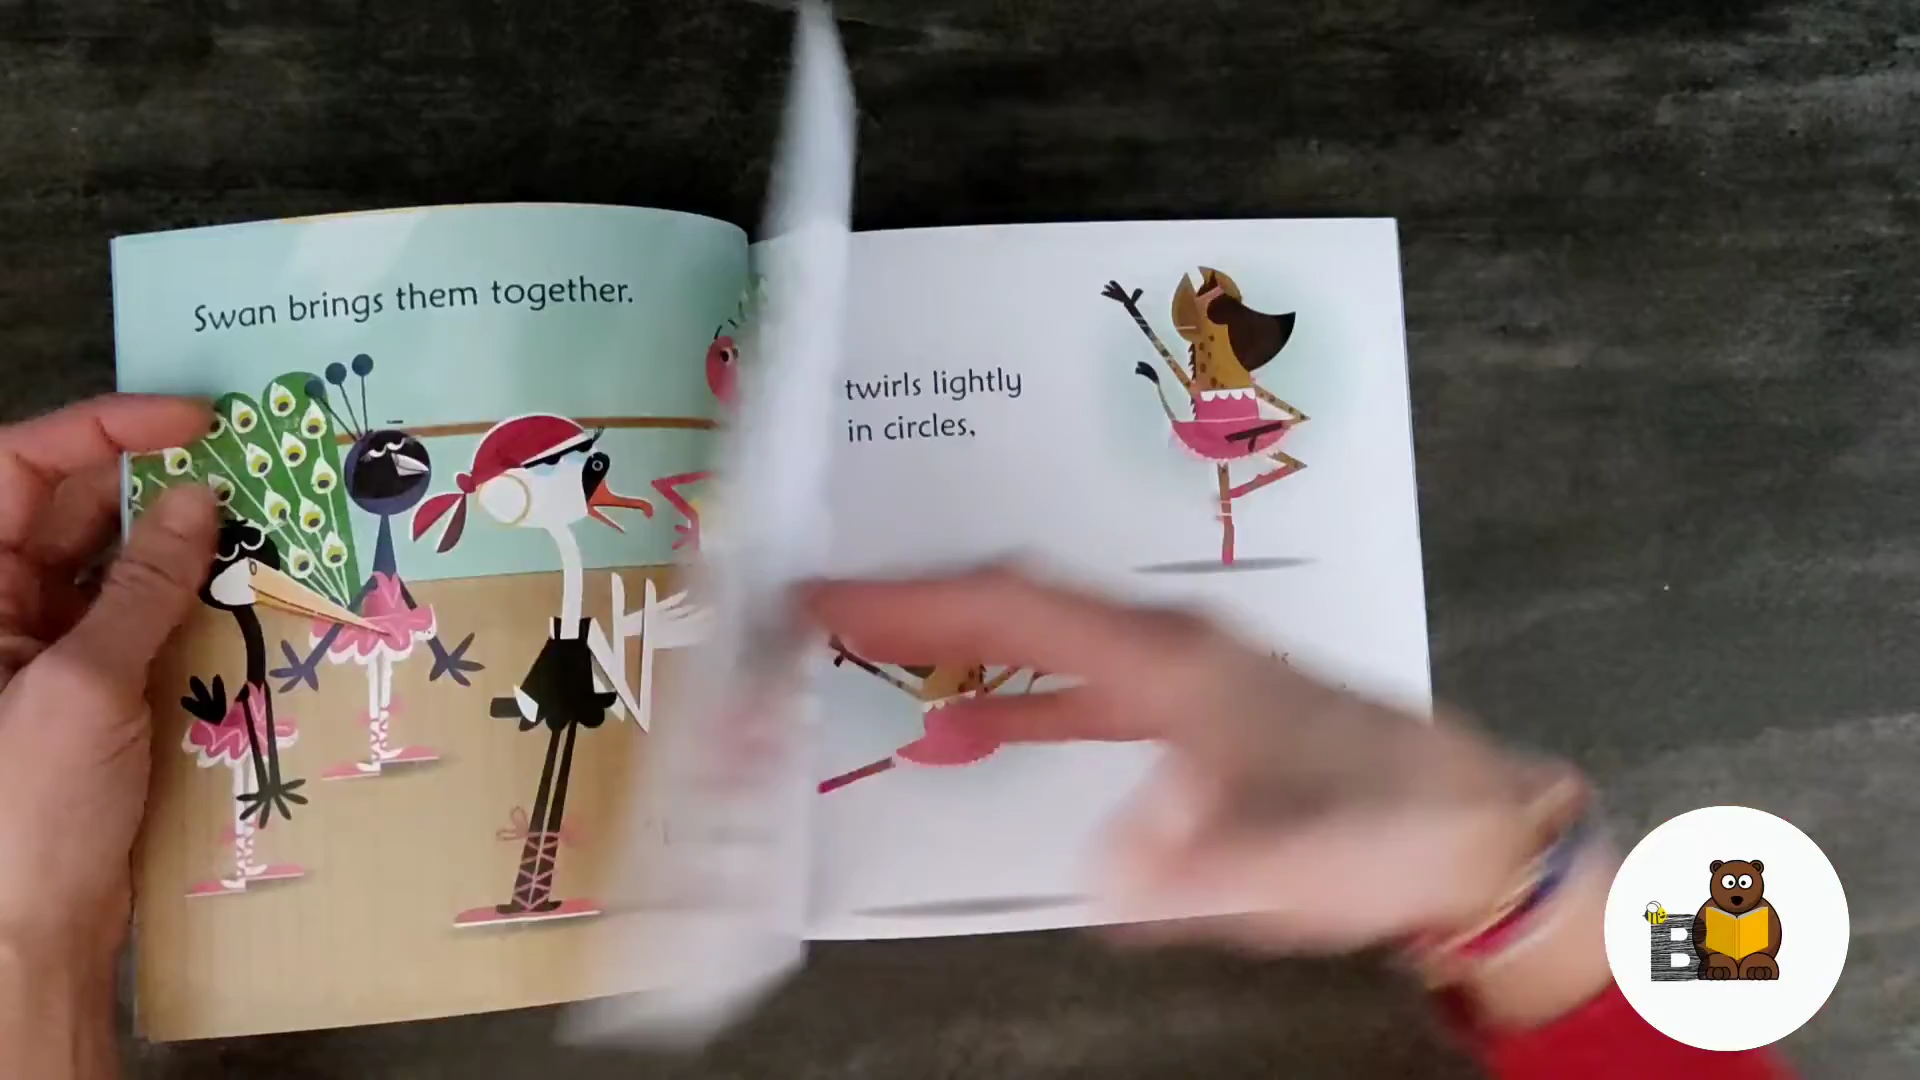 Swan brings them together.
twirls lightly
in circles,
B